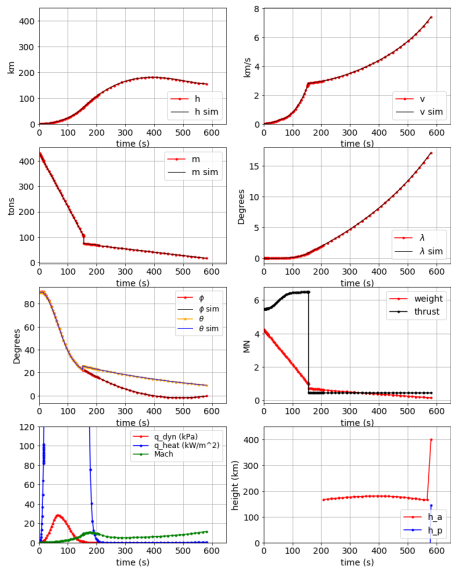 400
300
200
100
0
km
h
h sim
0 100 200 300 400 500 600
time (s)
8
6
4
2
0
km/s
v
v sim
0 100 200 300 400 500 600
time (s)
400
300
200
100
0
tons
m
m sim
0 100 200 300 400 500 600
time (s)
15
10
5
0
Degrees
λ
λ sim
0 100 200 300 400 500 600
time (s)
80
60
40
20
0
Degrees
ϕ
ϕ sim
θ
θ sim
0 100 200 300 400 500 600
time (s)
6
4
2
0
MN
weight
thrust
0 100 200 300 400 500 600
time (s)
120
100
80
60
40
20
0
q_dyn (kPa)
q_heat (kW/m^2)
Mach
0 100 200 300 400 500 600
time (s)
400
300
200
100
0
height (km)
h_a
h_p
0 100 200 300 400 500 600
time (s)